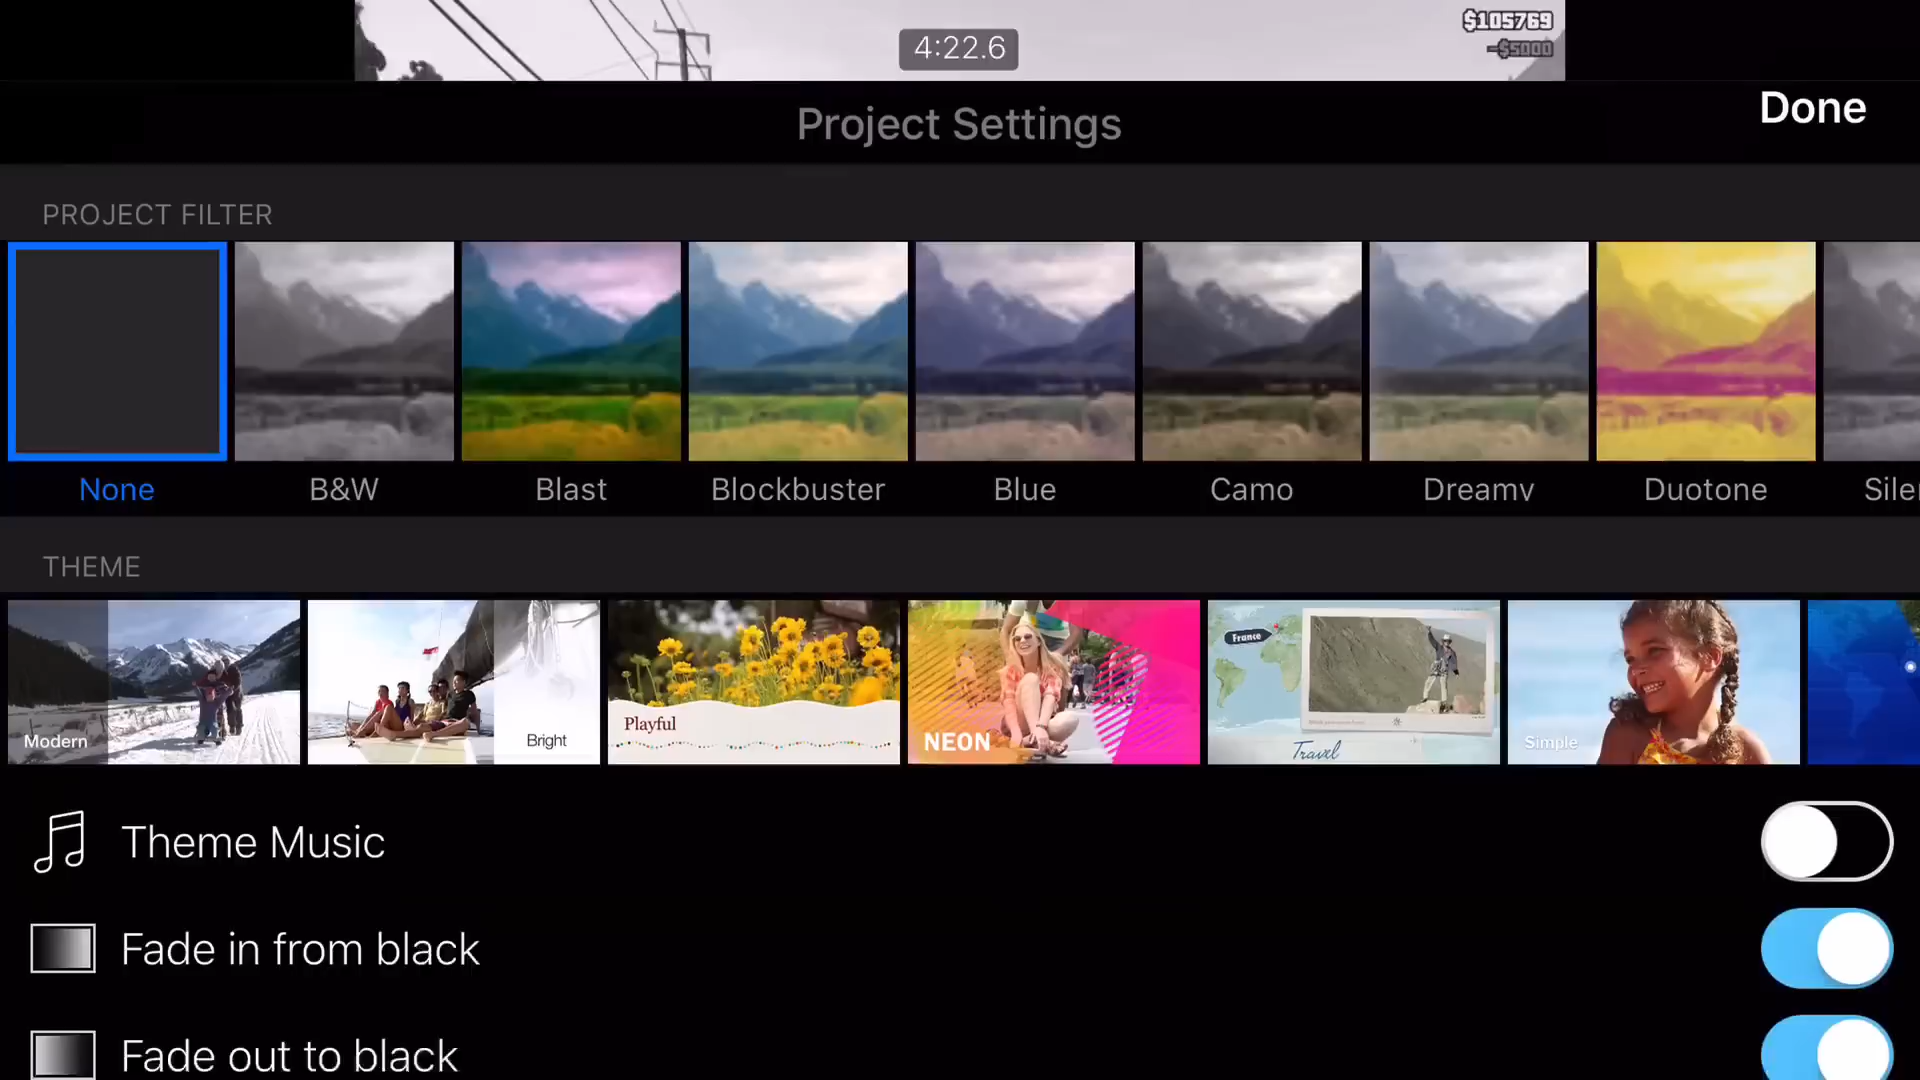 $105769
4:22.6
-$5000
Project Settings
Done
PROJECT FILTER
None
B&W
Blast
Blockbuster
Blue
Camo
Dreamy
Duotone
Siler
THEME
Modern
Bright
Playful
NEON
France
Travel
Simple
Theme Music
Fade in from black
Fade out to black